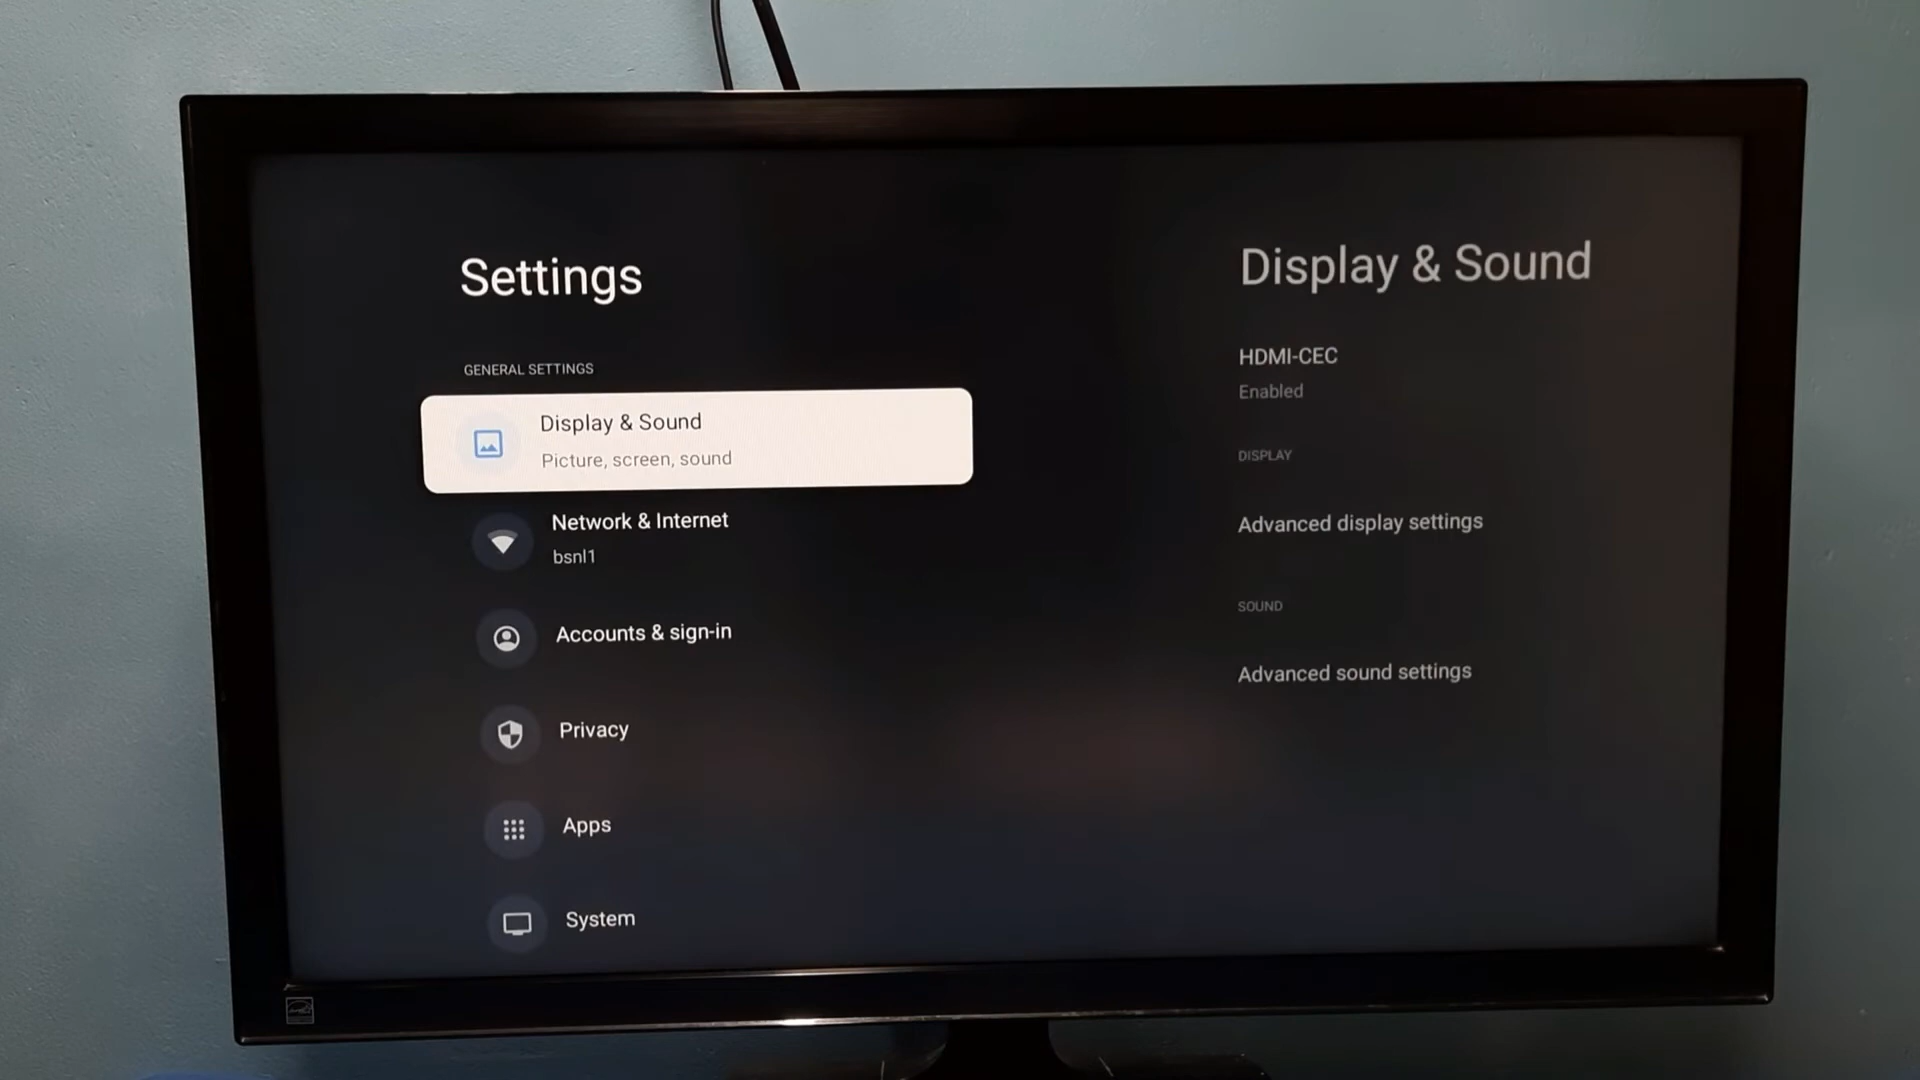 Settings
GENERAL SETTINGS
Display & Sound
Picture, screen, sound
Network & Internet
bsnl1
Accounts & sign-in
Privacy
Apps
System
Display & Sound
HDMI-CEC
Enabled
DISPLAY
Advanced display settings
SOUND
Advanced sound settings